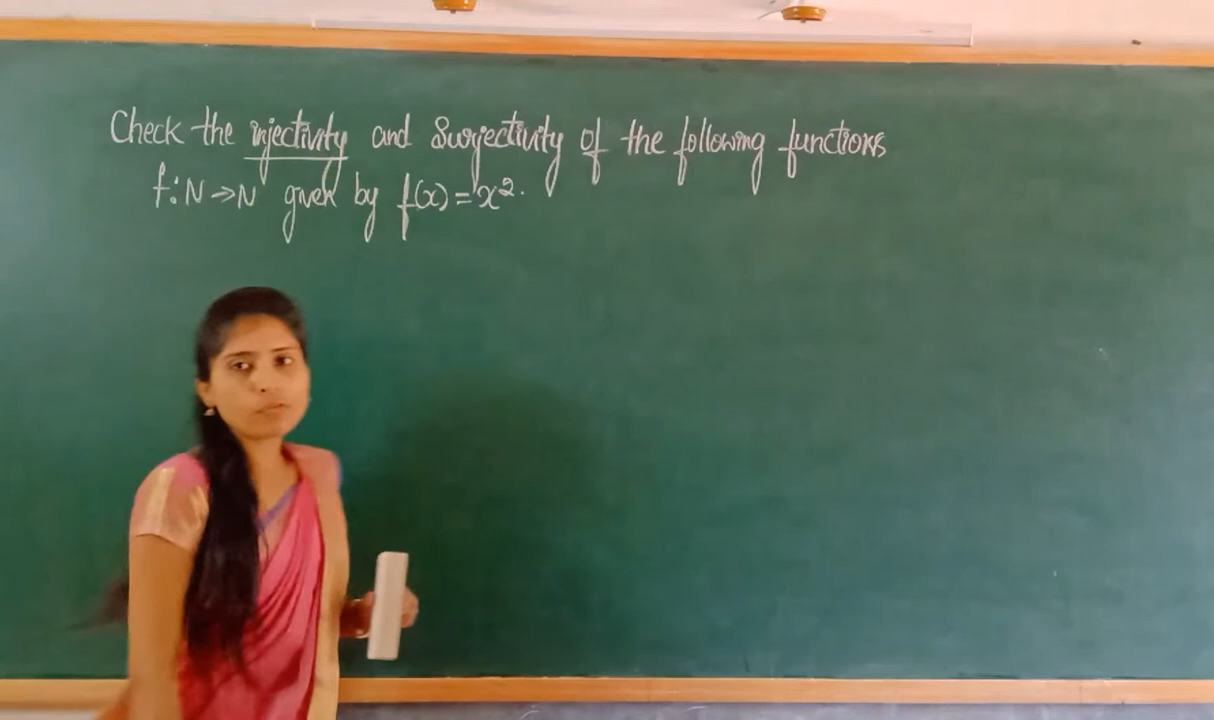 Check the injectivity and Surjectivity of the following functions
f:N→N given by f(x)=x².